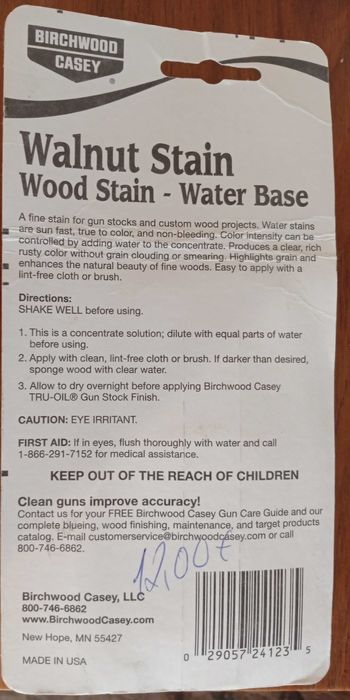 BIRCHWOOD
CASEY
Walnut Stain
Wood Stain - Water Base
A fine stain for gun stocks and custom wood projects. Water stains
are sun fast, true to color, and non-bleeding. Color intensity can be
controlled by adding water to the concentrate. Produces a clear, rich
rusty color without grain clouding or smearing. Highlights grain and
enhances the natural beauty of fine woods. Easy to apply with a
lint-free cloth or brush.
Directions:
SHAKE WELL before using.
1. This is a concentrate solution; dilute with equal parts of water
before using.
2. Apply with clean, lint-free cloth or brush. If darker than desired,
sponge wood with clear water.
3. Allow to dry overnight before applying Birchwood Casey
TRU-OIL® Gun Stock Finish.
CAUTION: EYE IRRITANT.
FIRST AID: If in eyes, flush thoroughly with water and call
1-866-291-7152 for medical assistance.
KEEP OUT OF THE REACH OF CHILDREN
Clean guns improve accuracy!
Contact us for your FREE Birchwood Casey Gun Care Guide and our
complete blueing, wood finishing, maintenance, and target products
catalog. E-mail customerservice@birchwoodcasey.com or call
800-746-6862.
12,00€
Birchwood Casey, LLC
800-746-6862
www.BirchwoodCasey.com
New Hope, MN 55427
MADE IN USA
0 29057 24123 5